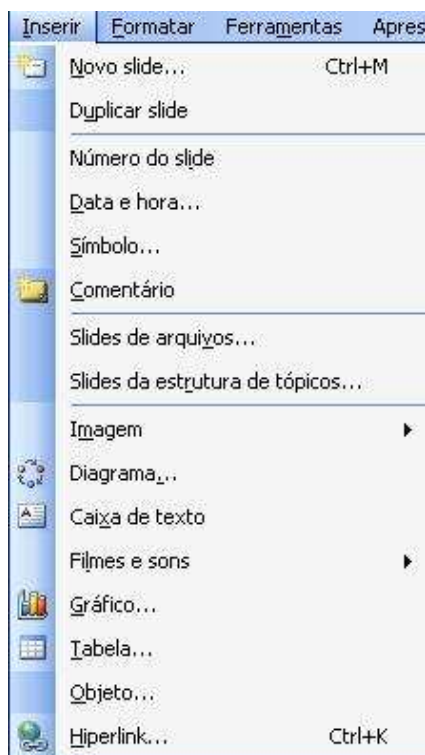 Inserir Formatar Ferramentas Apres
Novo slide... Ctrl+M
Duplicar slide
Número do slide
Data e hora...
Símbolo...
Comentário
Slides de arquivos...
Slides da estrutura de tópicos...
Imagem
Diagrama...
Caixa de texto
Filmes e sons
Gráfico...
Tabela...
Objeto...
Hiperlink... Ctrl+K